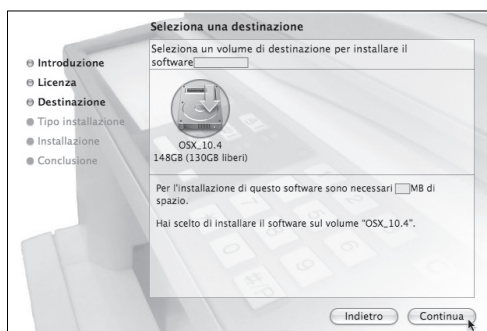 Seleziona una destinazione
Introduzione
Licenza
Destinazione
Tipo installazione
Installazione
Conclusione
Seleziona un volume di destinazione per installare il
software
OSX_10.4
148GB (130GB liberi)
Per l'installazione di questo software sono necessari MB di
spazio.
Hai scelto di installare il software sul volume "OSX_10.4".
Indietro
Continua